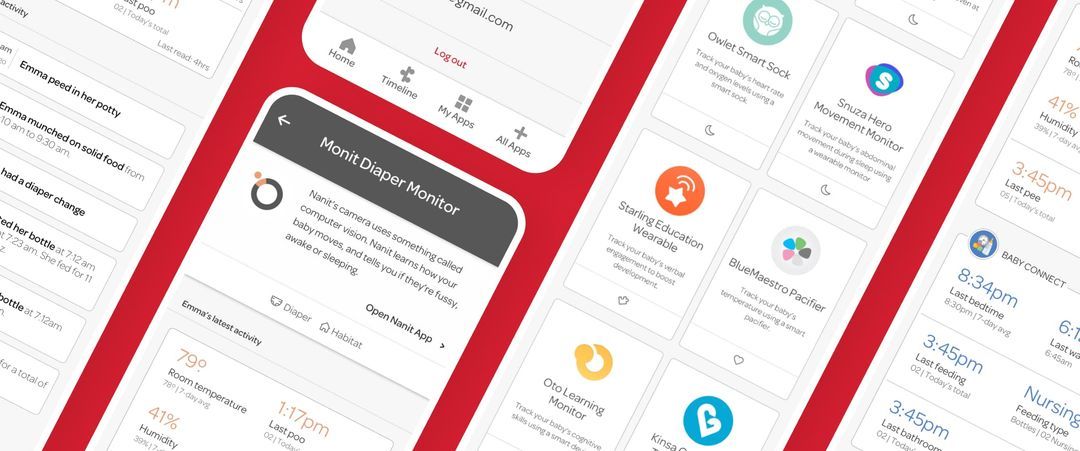 Last poo
02 | Today's total
Last read: 4hrs
am
Emma peed in her potty
Emma munched on solid food from
10 am to 9:30 am.
had a diaper change
her bottle at 7:12 am
at 7:23 am. She fed for 11
bottle at 7:12am
for a total of
@gmail.com
Log out
Home
Timeline
My Apps
All Apps
Monit Diaper Monitor
Nanit's camera uses something called
computer vision. Nanit learns how your
baby moves, and tells you if they're fussy,
awake or sleeping.
Diaper
Habitat
Open Nanit App
Emma's latest activity
79°
Room temperature
78° | 7-day avg
41%
Humidity
39% | 7-day avg
1:17pm
Last poo
02 | Today's total
Owlet Smart Sock
Track your baby's heart rate
and oxygen levels using a
smart sock.
Snuza Hero
Movement Monitor
Track your baby's abdominal
movement during sleep using
a wearable monitor
Starling Education
Wearable
Track your baby's verbal
engagement to boost
development.
BlueMaestro Pacifier
Track your baby's
temperature using a smart
pacifier.
Oto Learning
Monitor
Track your baby's cognitive
skills using a smart
Kinsa
41%
Humidity
39% | 7-day avg
3:45pm
Last pee
05 | Today's total
BABY CONNECT
8:34pm
Last bedtime
8:30pm | 7-day avg
6:1
Last
6:45am
3:45pm
Last feeding
02 | Today's total
Nursing
Feeding type
Bottles | 02 Nursing
3:45pm
Last bathroom
02 | Today's total